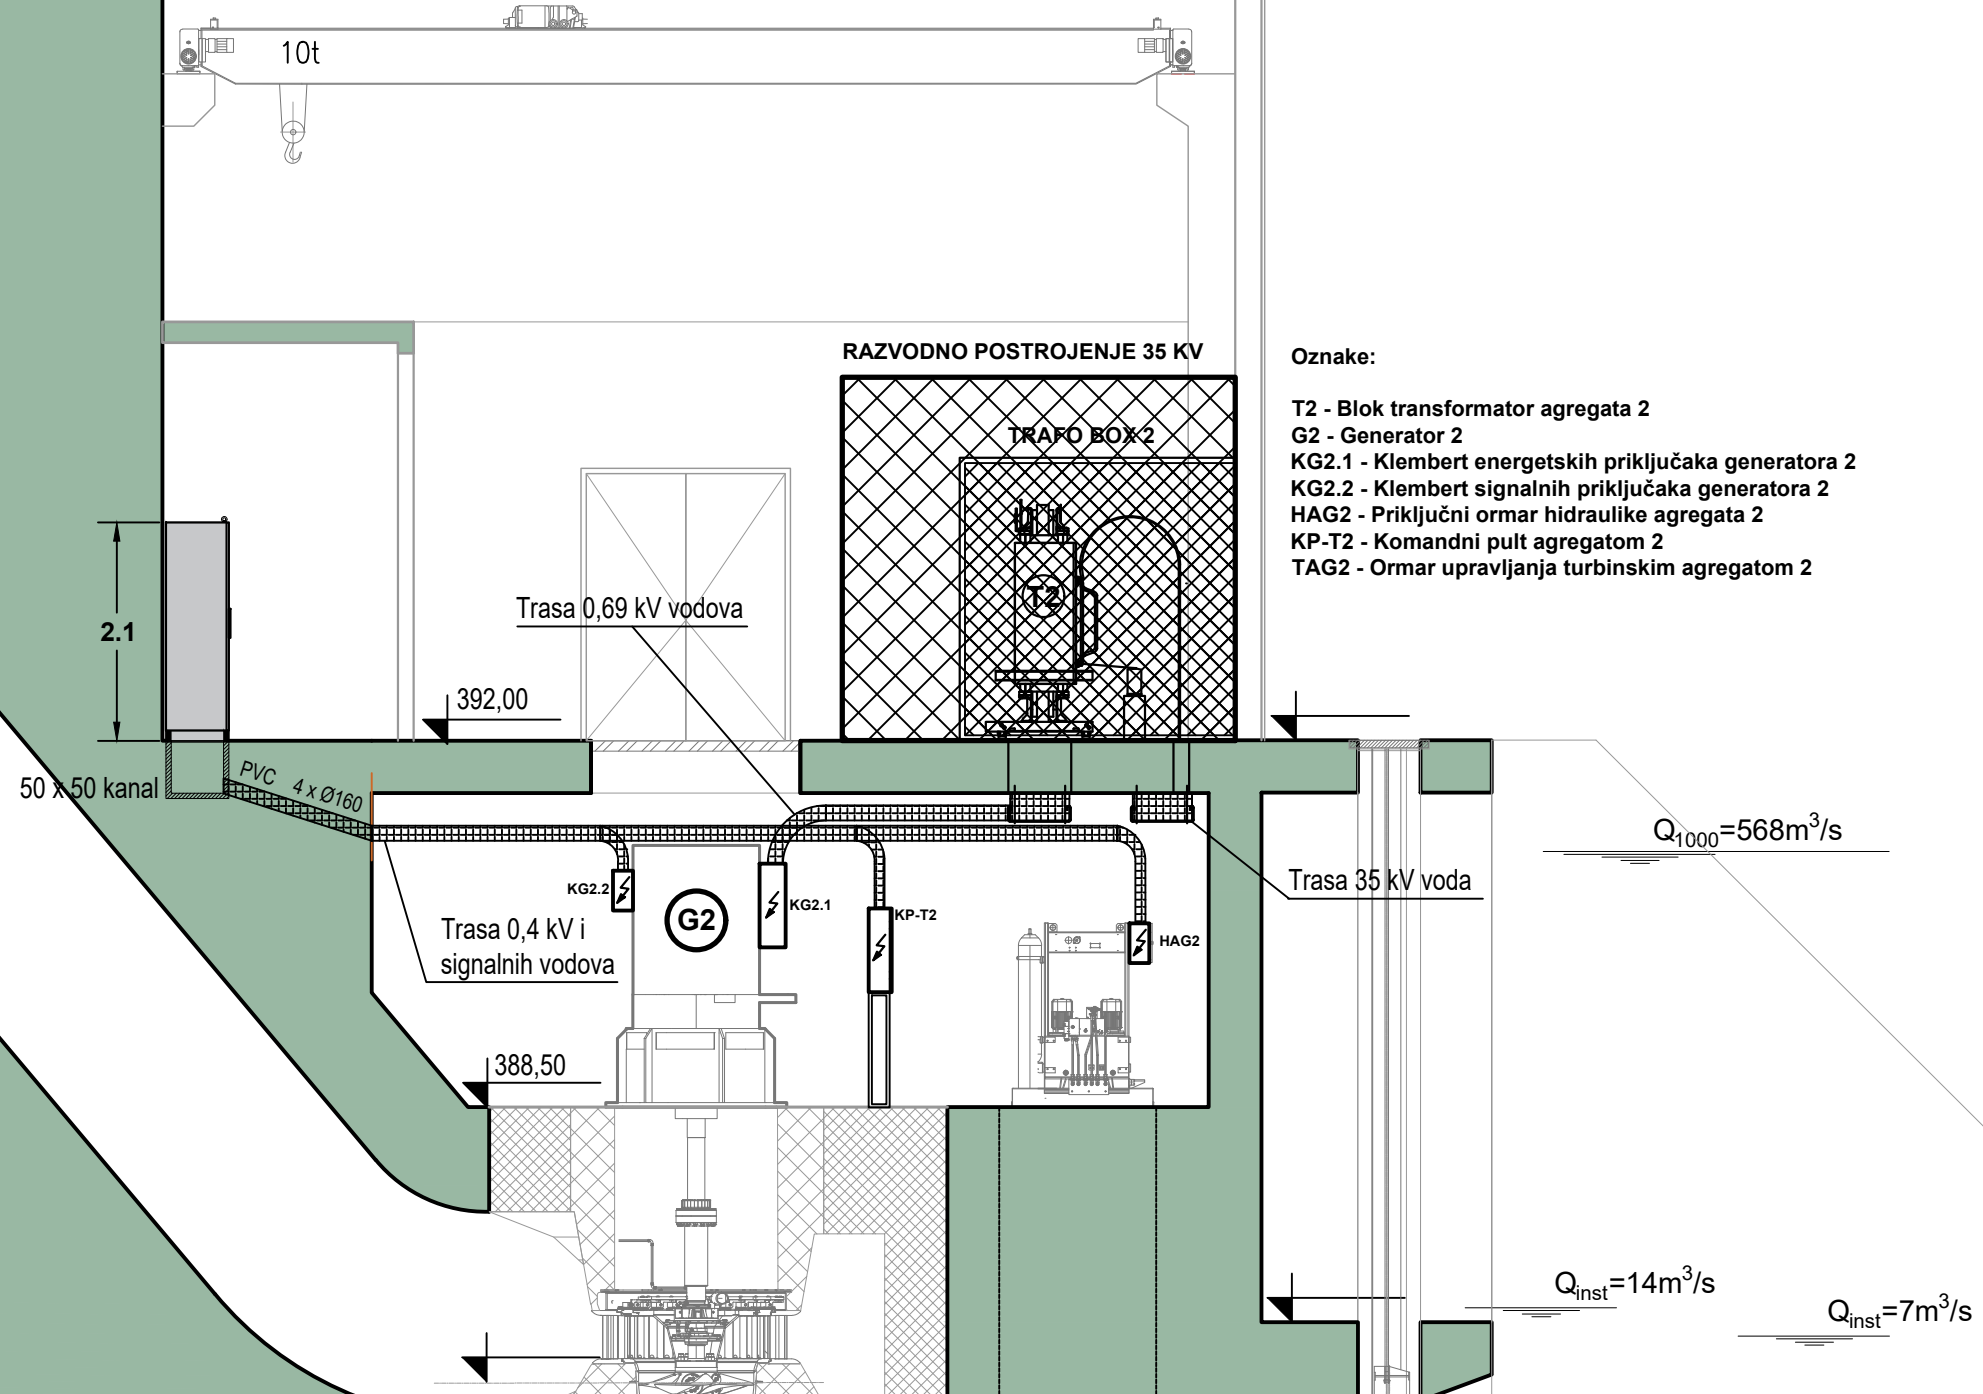 10t
RAZVODNO POSTROJENJE 35 KV
TRAFO BOX 2
T2
Oznake:
T2 - Blok transformator agregata 2
G2 - Generator 2
KG2.1 - Klembert energetskih priključaka generatora 2
KG2.2 - Klembert signalnih priključaka generatora 2
HAG2 - Priključni ormar hidraulike agregata 2
KP-T2 - Komandni pult agregatom 2
TAG2 - Ormar upravljanja turbinskim agregatom 2
Trasa 0,69 kV vodova
2.1
392,00
50 x 50 kanal
PVC 4 x Ø160
Q1000=568m³/s
Trasa 35 kV voda
KG2.2
G2
KG2.1
KP-T2
HAG2
Trasa 0,4 kV i
signalnih vodova
388,50
Qinst=14m³/s
Qinst=7m³/s